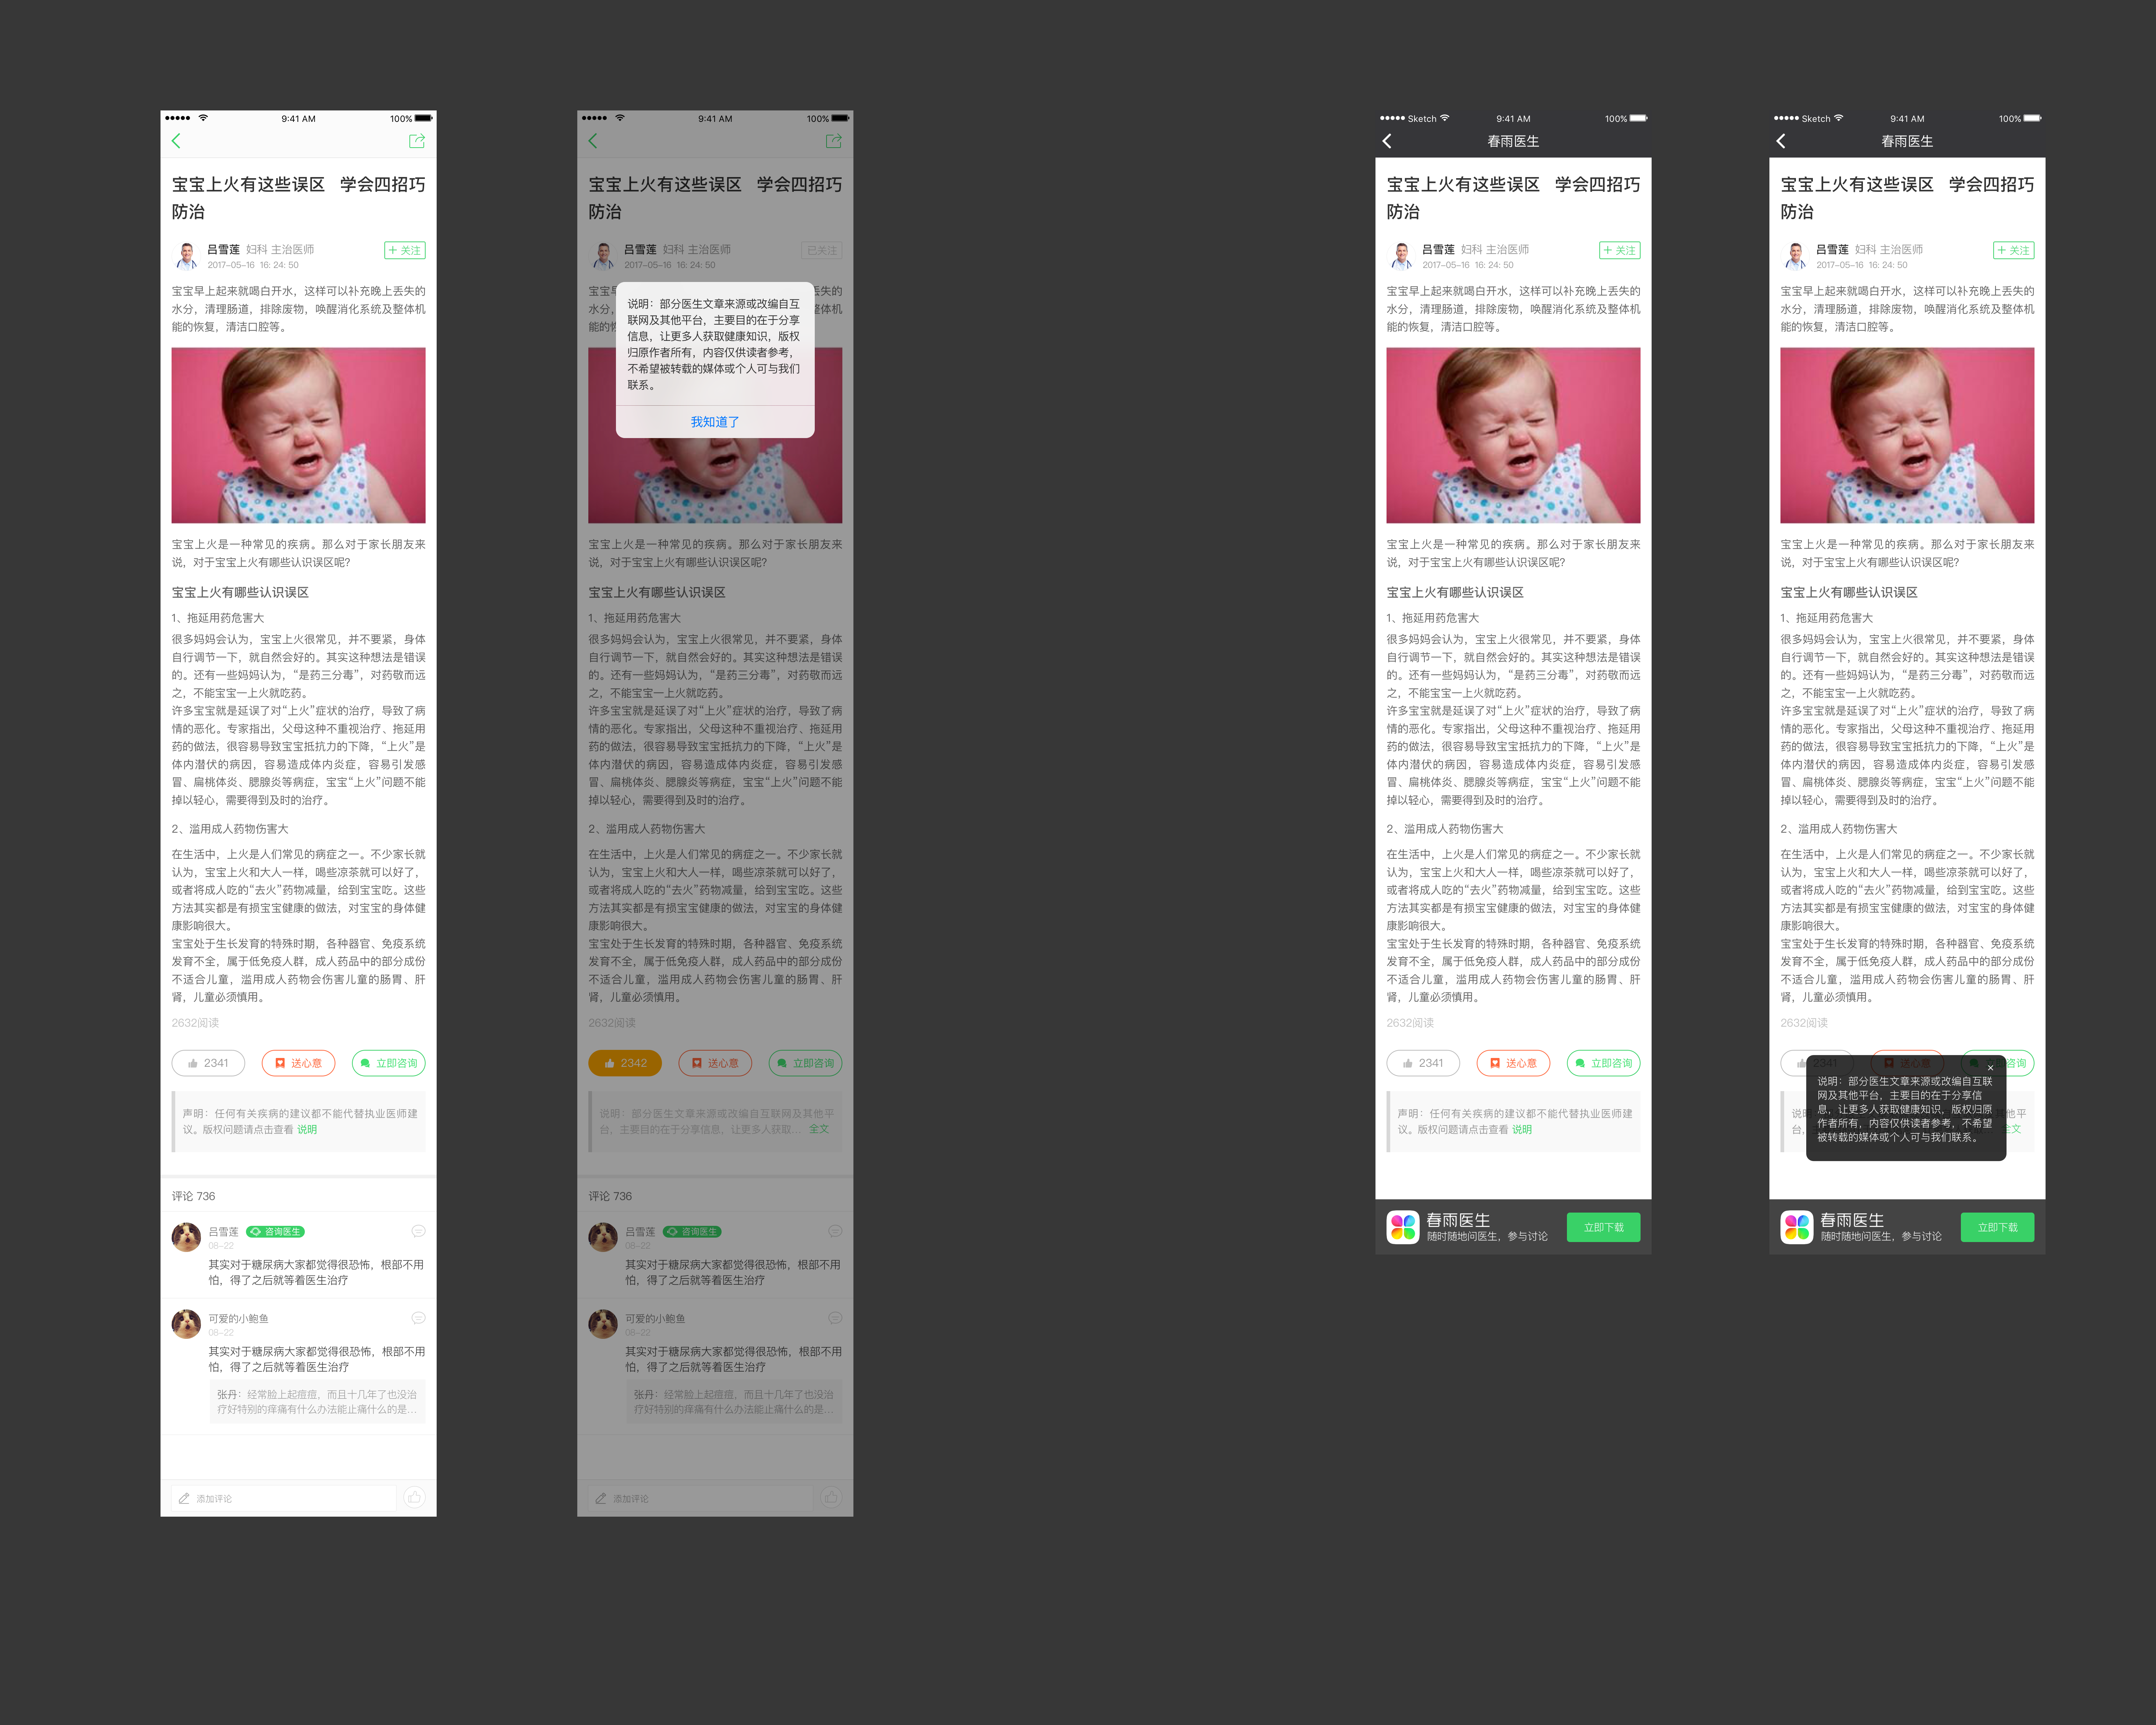 9:41 AM
100%
宝宝上火有这些误区 学会四招巧
防治
吕雪莲 妇科 主治医师
+ 关注
2017-05-16 16: 24: 50
宝宝早上起来就喝白开水，这样可以补充晚上丢失的
水分，清理肠道，排除废物，唤醒消化系统及整体机
能的恢复，清洁口腔等。
宝宝上火是一种常见的疾病。那么对于家长朋友来
说，对于宝宝上火有哪些认识误区呢?
宝宝上火有哪些认识误区
1、拖延用药危害大
很多妈妈会认为，宝宝上火很常见，并不要紧，身体
自行调节一下，就自然会好的。其实这种想法是错误
的。还有一些妈妈认为，“是药三分毒”，对药敬而远
之，不能宝宝一上火就吃药。
许多宝宝就是延误了对“上火”症状的治疗，导致了病
情的恶化。专家指出，父母这种不重视治疗、拖延用
药的做法，很容易导致宝宝抵抗力的下降，“上火”是
体内潜伏的病因，容易造成体内炎症，容易引发感
冒、扁桃体炎、腮腺炎等病症，宝宝“上火”问题不能
掉以轻心，需要得到及时的治疗。
2、滥用成人药物伤害大
在生活中，上火是人们常见的病症之一。不少家长就
认为，宝宝上火和大人一样，喝些凉茶就可以好了，
或者将成人吃的“去火”药物减量，给到宝宝吃。这些
方法其实都是有损宝宝健康的做法，对宝宝的身体健
康影响很大。
宝宝处于生长发育的特殊时期，各种器官、免疫系统
发育不全，属于低免疫人群，成人药品中的部分成份
不适合儿童，滥用成人药物会伤害儿童的肠胃、肝
肾，儿童必须慎用。
2632阅读
2341
送心意
立即咨询
声明：任何有关疾病的建议都不能代替执业医师建
议。版权问题请点击查看 说明
评论 736
吕雪莲 咨询医生
08-22
其实对于糖尿病大家都觉得很恐怖，根部不用
怕，得了之后就等着医生治疗
可爱的小鲍鱼
08-22
其实对于糖尿病大家都觉得很恐怖，根部不用
怕，得了之后就等着医生治疗
张丹：经常脸上起痘痘，而且十几年了也没治
疗好特别的痒痛有什么办法能止痛什么的是...
添加评论
9:41 AM
100%
宝宝上火有这些误区 学会四招巧
防治
吕雪莲 妇科 主治医师
已关注
2017-05-16 16: 24: 50
宝宝早 丢失的
水分， 整体机
能的恢
说明：部分医生文章来源或改编自互
联网及其他平台，主要目的在于分享
信息，让更多人获取健康知识，版权
归原作者所有，内容仅供读者参考，
不希望被转载的媒体或个人可与我们
联系。
我知道了
宝宝上火是一种常见的疾病。那么对于家长朋友来
说，对于宝宝上火有哪些认识误区呢?
宝宝上火有哪些认识误区
1、拖延用药危害大
很多妈妈会认为，宝宝上火很常见，并不要紧，身体
自行调节一下，就自然会好的。其实这种想法是错误
的。还有一些妈妈认为，“是药三分毒”，对药敬而远
之，不能宝宝一上火就吃药。
许多宝宝就是延误了对“上火”症状的治疗，导致了病
情的恶化。专家指出，父母这种不重视治疗、拖延用
药的做法，很容易导致宝宝抵抗力的下降，“上火”是
体内潜伏的病因，容易造成体内炎症，容易引发感
冒、扁桃体炎、腮腺炎等病症，宝宝“上火”问题不能
掉以轻心，需要得到及时的治疗。
2、滥用成人药物伤害大
在生活中，上火是人们常见的病症之一。不少家长就
认为，宝宝上火和大人一样，喝些凉茶就可以好了，
或者将成人吃的“去火”药物减量，给到宝宝吃。这些
方法其实都是有损宝宝健康的做法，对宝宝的身体健
康影响很大。
宝宝处于生长发育的特殊时期，各种器官、免疫系统
发育不全，属于低免疫人群，成人药品中的部分成份
不适合儿童，滥用成人药物会伤害儿童的肠胃、肝
肾，儿童必须慎用。
2632阅读
2342
送心意
立即咨询
说明：部分医生文章来源或改编自互联网及其他平
台，主要目的在于分享信息，让更多人获取... 全文
评论 736
吕雪莲 咨询医生
08-22
其实对于糖尿病大家都觉得很恐怖，根部不用
怕，得了之后就等着医生治疗
可爱的小鲍鱼
08-22
其实对于糖尿病大家都觉得很恐怖，根部不用
怕，得了之后就等着医生治疗
张丹：经常脸上起痘痘，而且十几年了也没治
疗好特别的痒痛有什么办法能止痛什么的是...
添加评论
Sketch
9:41 AM
100%
春雨医生
宝宝上火有这些误区 学会四招巧
防治
吕雪莲 妇科 主治医师
+ 关注
2017-05-16 16: 24: 50
宝宝早上起来就喝白开水，这样可以补充晚上丢失的
水分，清理肠道，排除废物，唤醒消化系统及整体机
能的恢复，清洁口腔等。
宝宝上火是一种常见的疾病。那么对于家长朋友来
说，对于宝宝上火有哪些认识误区呢?
宝宝上火有哪些认识误区
1、拖延用药危害大
很多妈妈会认为，宝宝上火很常见，并不要紧，身体
自行调节一下，就自然会好的。其实这种想法是错误
的。还有一些妈妈认为，“是药三分毒”，对药敬而远
之，不能宝宝一上火就吃药。
许多宝宝就是延误了对“上火”症状的治疗，导致了病
情的恶化。专家指出，父母这种不重视治疗、拖延用
药的做法，很容易导致宝宝抵抗力的下降，“上火”是
体内潜伏的病因，容易造成体内炎症，容易引发感
冒、扁桃体炎、腮腺炎等病症，宝宝“上火”问题不能
掉以轻心，需要得到及时的治疗。
2、滥用成人药物伤害大
在生活中，上火是人们常见的病症之一。不少家长就
认为，宝宝上火和大人一样，喝些凉茶就可以好了，
或者将成人吃的“去火”药物减量，给到宝宝吃。这些
方法其实都是有损宝宝健康的做法，对宝宝的身体健
康影响很大。
宝宝处于生长发育的特殊时期，各种器官、免疫系统
发育不全，属于低免疫人群，成人药品中的部分成份
不适合儿童，滥用成人药物会伤害儿童的肠胃、肝
肾，儿童必须慎用。
2632阅读
2341
送心意
立即咨询
声明：任何有关疾病的建议都不能代替执业医师建
议。版权问题请点击查看 说明
春雨医生
随时随地问医生，参与讨论
立即下载
Sketch
9:41 AM
100%
春雨医生
宝宝上火有这些误区 学会四招巧
防治
吕雪莲 妇科 主治医师
+ 关注
2017-05-16 16: 24: 50
宝宝早上起来就喝白开水，这样可以补充晚上丢失的
水分，清理肠道，排除废物，唤醒消化系统及整体机
能的恢复，清洁口腔等。
宝宝上火是一种常见的疾病。那么对于家长朋友来
说，对于宝宝上火有哪些认识误区呢?
宝宝上火有哪些认识误区
1、拖延用药危害大
很多妈妈会认为，宝宝上火很常见，并不要紧，身体
自行调节一下，就自然会好的。其实这种想法是错误
的。还有一些妈妈认为，“是药三分毒”，对药敬而远
之，不能宝宝一上火就吃药。
许多宝宝就是延误了对“上火”症状的治疗，导致了病
情的恶化。专家指出，父母这种不重视治疗、拖延用
药的做法，很容易导致宝宝抵抗力的下降，“上火”是
体内潜伏的病因，容易造成体内炎症，容易引发感
冒、扁桃体炎、腮腺炎等病症，宝宝“上火”问题不能
掉以轻心，需要得到及时的治疗。
2、滥用成人药物伤害大
在生活中，上火是人们常见的病症之一。不少家长就
认为，宝宝上火和大人一样，喝些凉茶就可以好了，
或者将成人吃的“去火”药物减量，给到宝宝吃。这些
方法其实都是有损宝宝健康的做法，对宝宝的身体健
康影响很大。
宝宝处于生长发育的特殊时期，各种器官、免疫系统
发育不全，属于低免疫人群，成人药品中的部分成份
不适合儿童，滥用成人药物会伤害儿童的肠胃、肝
肾，儿童必须慎用。
2632阅读
2341
咨询
说明：部分医生文章来源或改编自互联
网及其他平台，主要目的在于分享信
息，让更多人获取健康知识，版权归原
作者所有，内容仅供读者参考，不希望
被转载的媒体或个人可与我们联系。
说 他平
台， 全文
春雨医生
随时随地问医生，参与讨论
立即下载